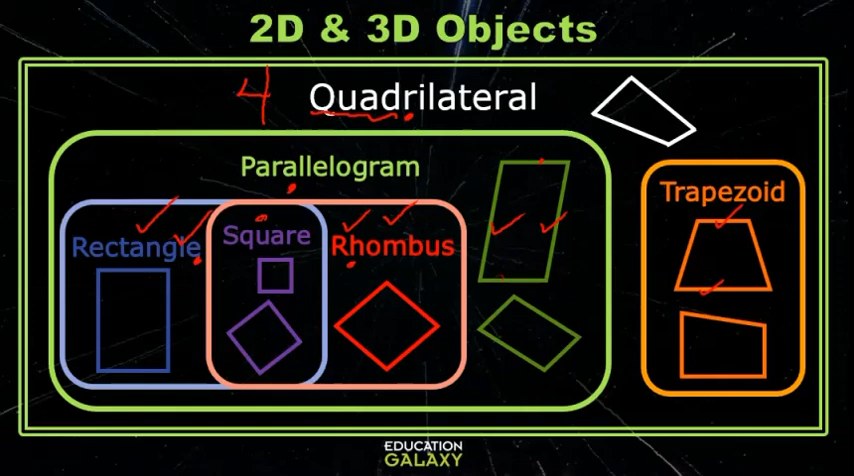 2D & 3D Objects
4 Quadrilateral
Parallelogram
Trapezoid
Rectangle Square Rhombus
EDUCATION
GALAXY